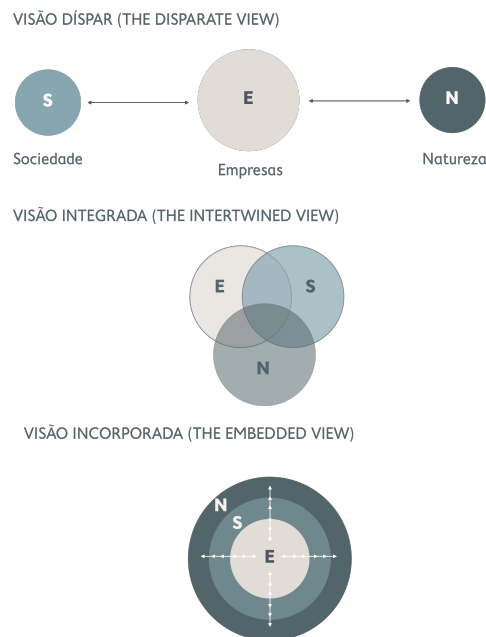 VISÃO DÍSPAR (THE DISPARATE VIEW)
S
E
N
Sociedade
Empresas
Natureza
VISÃO INTEGRADA (THE INTERTWINED VIEW)
E
S
N
VISÃO INCORPORADA (THE EMBEDDED VIEW)
N
S
E